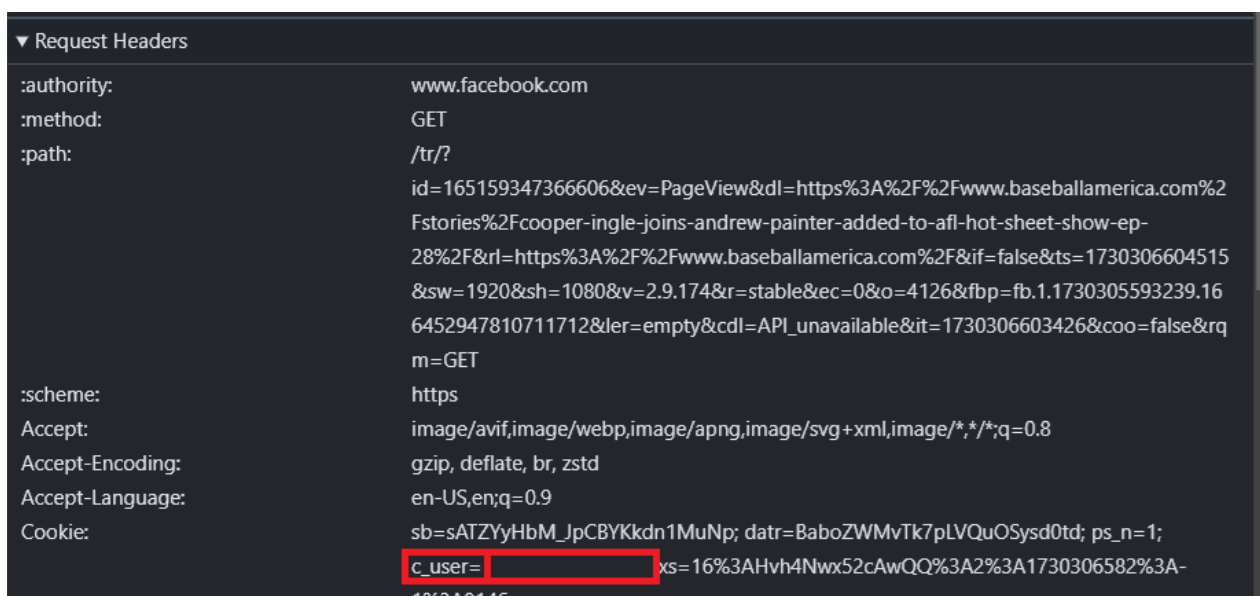 ▼ Request Headers
:authority: www.facebook.com
:method: GET
:path: /tr/?
id=165159347366606&ev=PageView&dl=https%3A%2F%2Fwww.baseballamerica.com%2
Fstories%2Fcooper-ingle-joins-andrew-painter-added-to-afl-hot-sheet-show-ep-
28%2F&rl=https%3A%2F%2Fwww.baseballamerica.com%2F&if=false&ts=1730306604515
&sw=1920&sh=1080&v=2.9.174&r=stable&ec=0&o=4126&fbp=fb.1.1730305593239.16
6452947810711712&ler=empty&cdl=API_unavailable&it=1730306603426&coo=false&rq
m=GET
:scheme: https
Accept: image/avif,image/webp,image/apng,image/svg+xml,image/*,*/*;q=0.8
Accept-Encoding: gzip, deflate, br, zstd
Accept-Language: en-US,en;q=0.9
Cookie: sb=sATZYyHbM_JpCBYKkdn1MuNp; datr=BaboZWMvTk7pLVQuOSysd0td; ps_n=1;
c_user= xs=16%3AHvh4Nwx52cAwQQ%3A2%3A1730306582%3A-